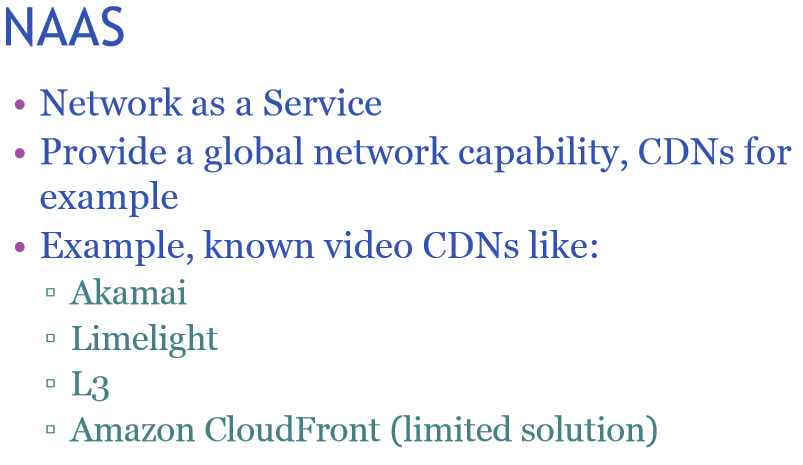 NAAS
• Network as a Service
• Provide a global network capability, CDNs for
example
• Example, known video CDNs like:
▫ Akamai
▫ Limelight
▫ L3
▫ Amazon CloudFront (limited solution)